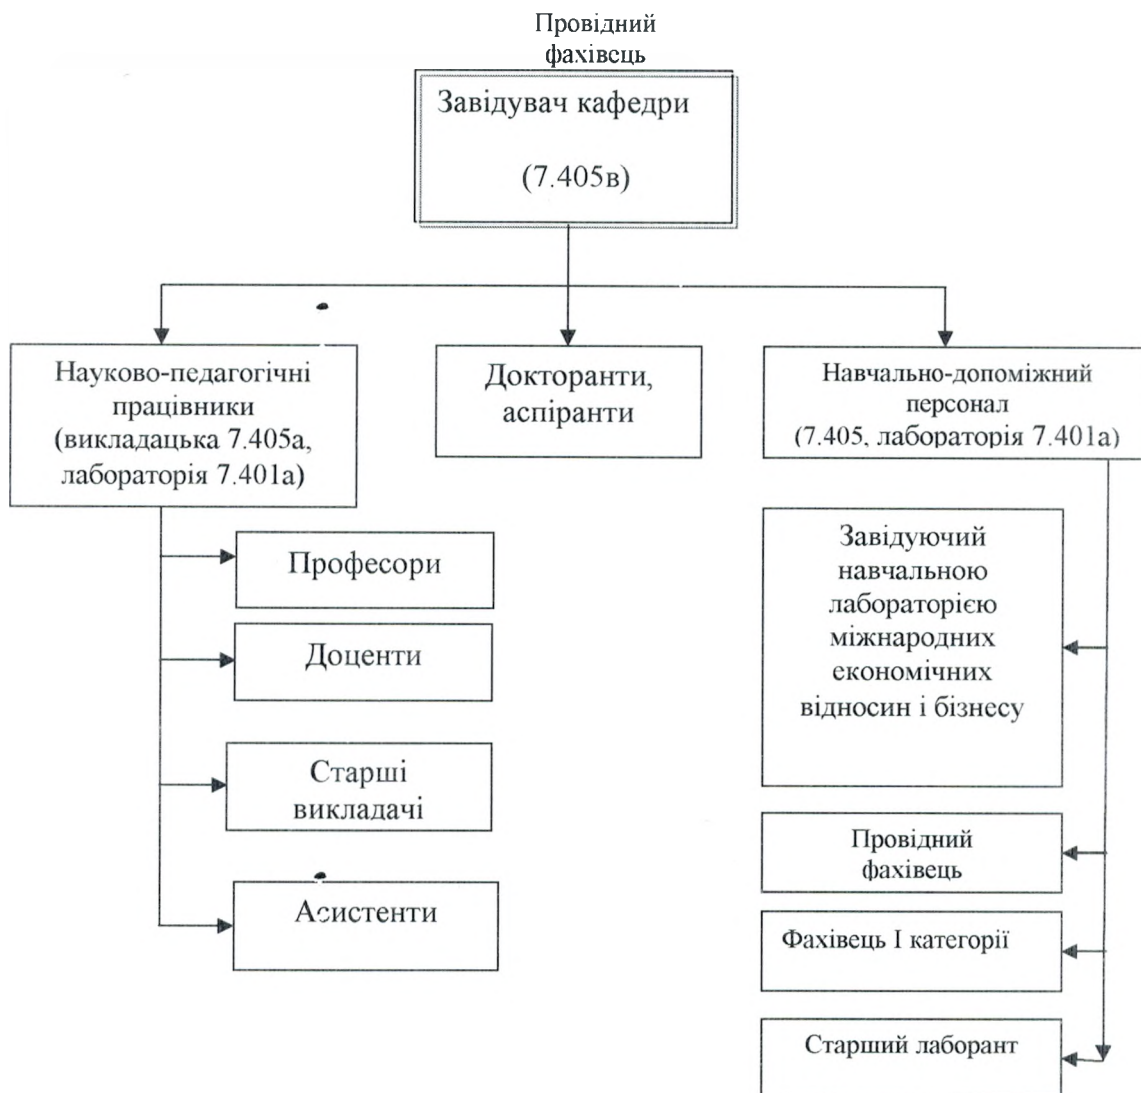 Провідний
фахівець
Завідувач кафедри
(7.405в)
Науково-педагогічні
працівники
(викладацька 7.405а,
лабораторія 7.401а)
Докторанти,
аспіранти
Навчально-допоміжний
персонал
(7.405, лабораторія 7.401а)
Професори
Доценти
Старші
викладачі
Асистенти
Завідуючий
навчальною
лабораторією
міжнародних
економічних
відносин і бізнесу
Провідний
фахівець
Фахівець І категорії
Старший лаборант